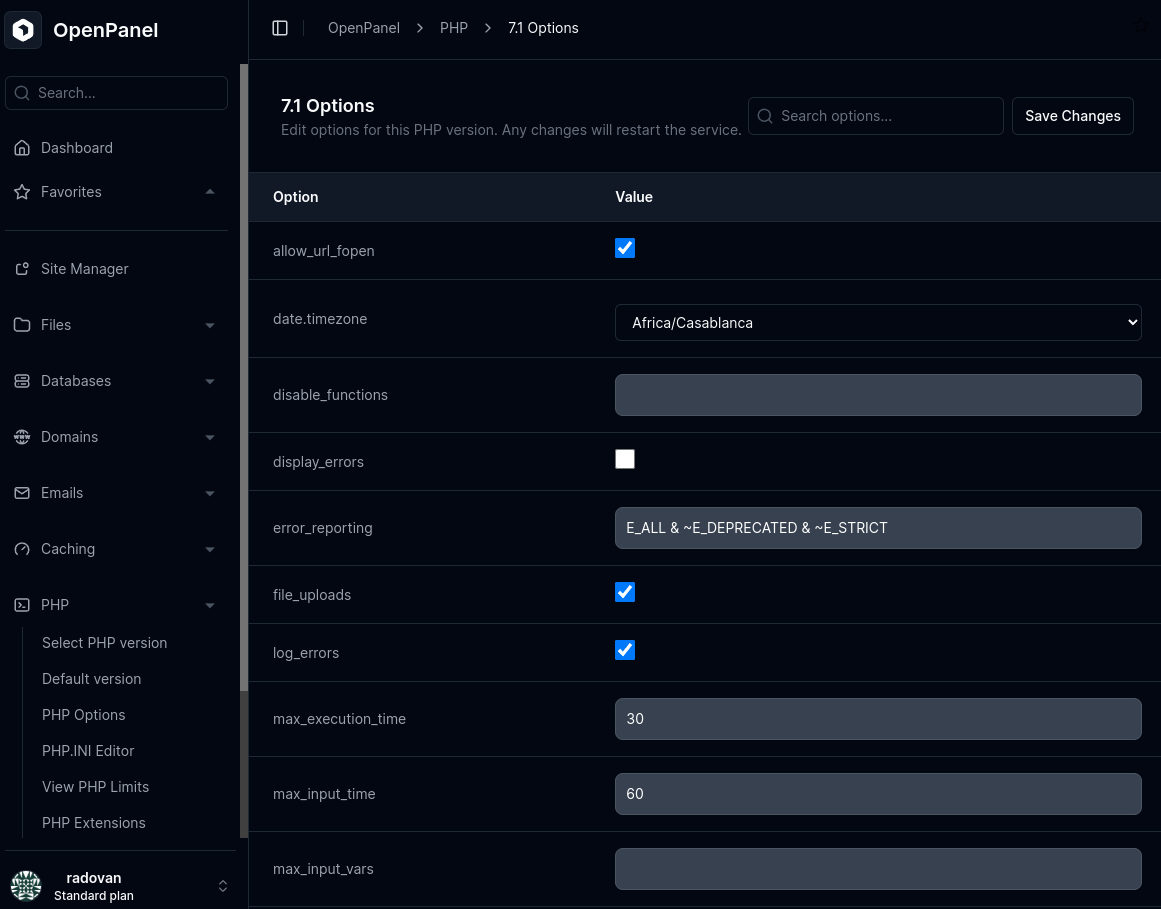 OpenPanel
Search...
Dashboard
Favorites
Site Manager
Files
Databases
Domains
Emails
Caching
PHP
Select PHP version
Default version
PHP Options
PHP.INI Editor
View PHP Limits
PHP Extensions
radovan
Standard plan
OpenPanel PHP 7.1 Options
7.1 Options
Edit options for this PHP version. Any changes will restart the service.
Search options...
Save Changes
Option Value
allow_url_fopen
date.timezone Africa/Casablanca
disable_functions
display_errors
error_reporting E_ALL & ~E_DEPRECATED & ~E_STRICT
file_uploads
log_errors
max_execution_time 30
max_input_time 60
max_input_vars